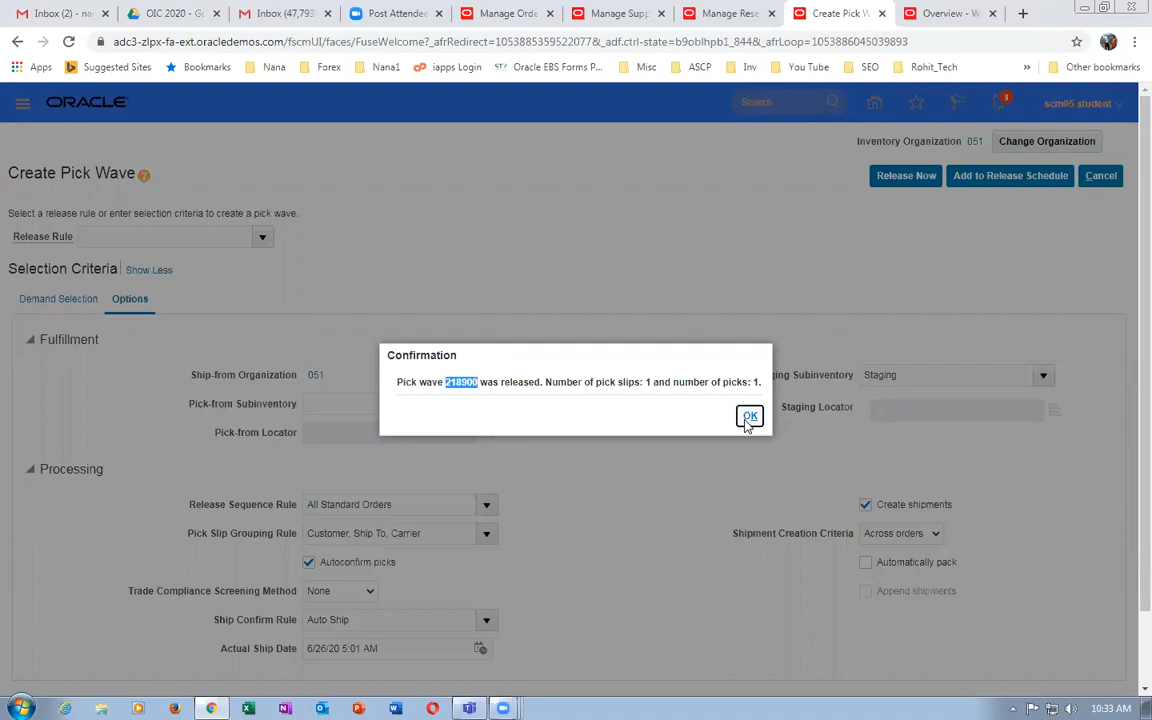 Inbox (2) - na
OIC 2020 - Go
Inbox (47,793
Post Attendee
Manage Orde
Manage Supp
Manage Rese
Create Pick W
Overview - W
adc3-zlpx-fa-ext.oracledemos.com/fscmUI/faces/FuseWelcome?_afrRedirect=10538853595522077&_adf.ctrl-state=b9oblhpb1_844&_afrLoop=1053886045039893
Apps
Suggested Sites
Bookmarks
Nana
Forex
Nana1
iapps Login
Oracle EBS Forms P...
Misc
ASCP
Inv
You Tube
SEO
Rohit_Tech
»
Other bookmarks
ORACLE
Search
3
scm05 student
Inventory Organization 051
Change Organization
Create Pick Wave
Release Now
Add to Release Schedule
Cancel
Select a release rule or enter selection criteria to create a pick wave.
Release Rule
Selection Criteria
Show Less
Demand Selection
Options
Fulfillment
Ship-from Organization 051
Pick-from Subinventory
Pick-from Locator
ging Subinventory Staging
Staging Locator
Confirmation
Pick wave 218900 was released. Number of pick slips: 1 and number of picks: 1.
OK
Processing
Release Sequence Rule All Standard Orders
Pick Slip Grouping Rule Customer, Ship To, Carrier
Autoconfirm picks
Trade Compliance Screening Method None
Ship Confirm Rule Auto Ship
Actual Ship Date 6/26/20 5:01 AM
Create shipments
Shipment Creation Criteria Across orders
Automatically pack
Append shipments
10:33 AM